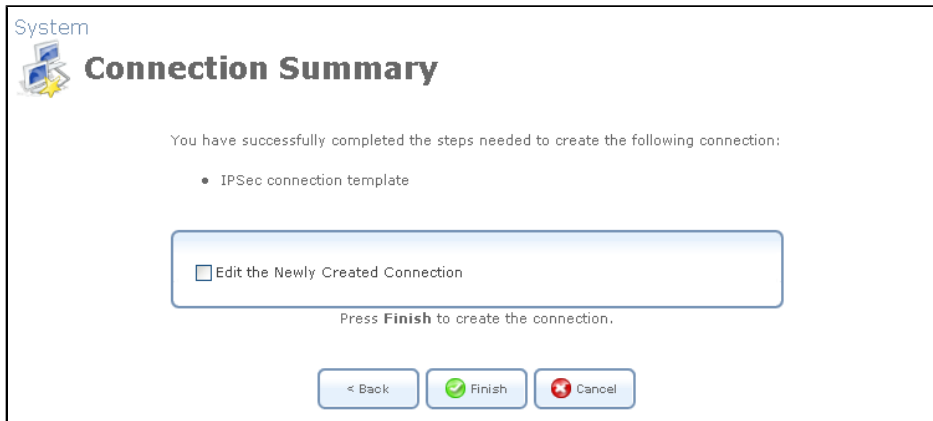 System
Connection Summary
You have successfully completed the steps needed to create the following connection:
• IPSec connection template
Edit the Newly Created Connection
Press Finish to create the connection.
< Back
Finish
Cancel